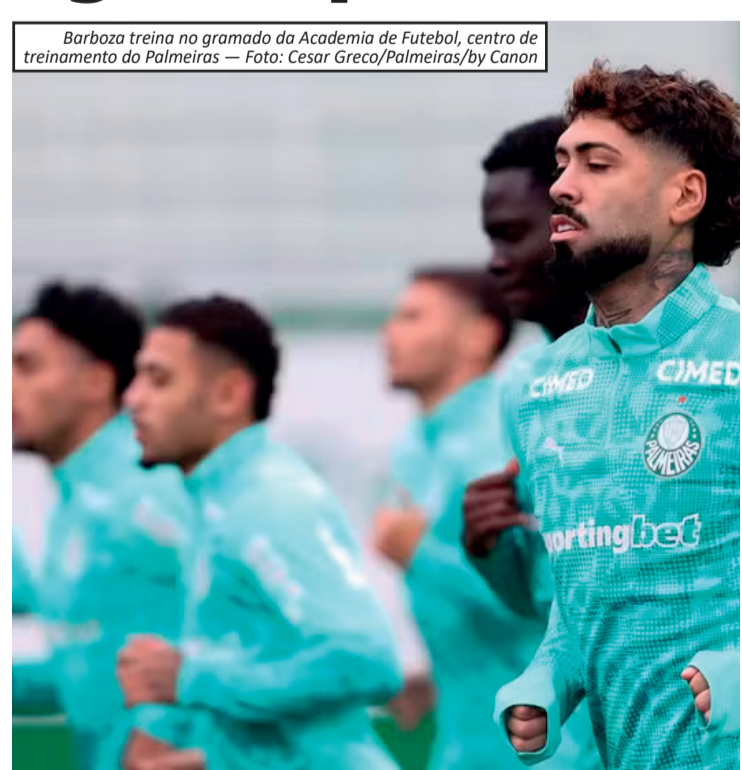 Barboza treina no gramado da Academia de Futebol, centro de
treinamento do Palmeiras — Foto: Cesar Greco/Palmeiras/by Canon
CIMED
CIMED
PALMEIRAS
portingbet